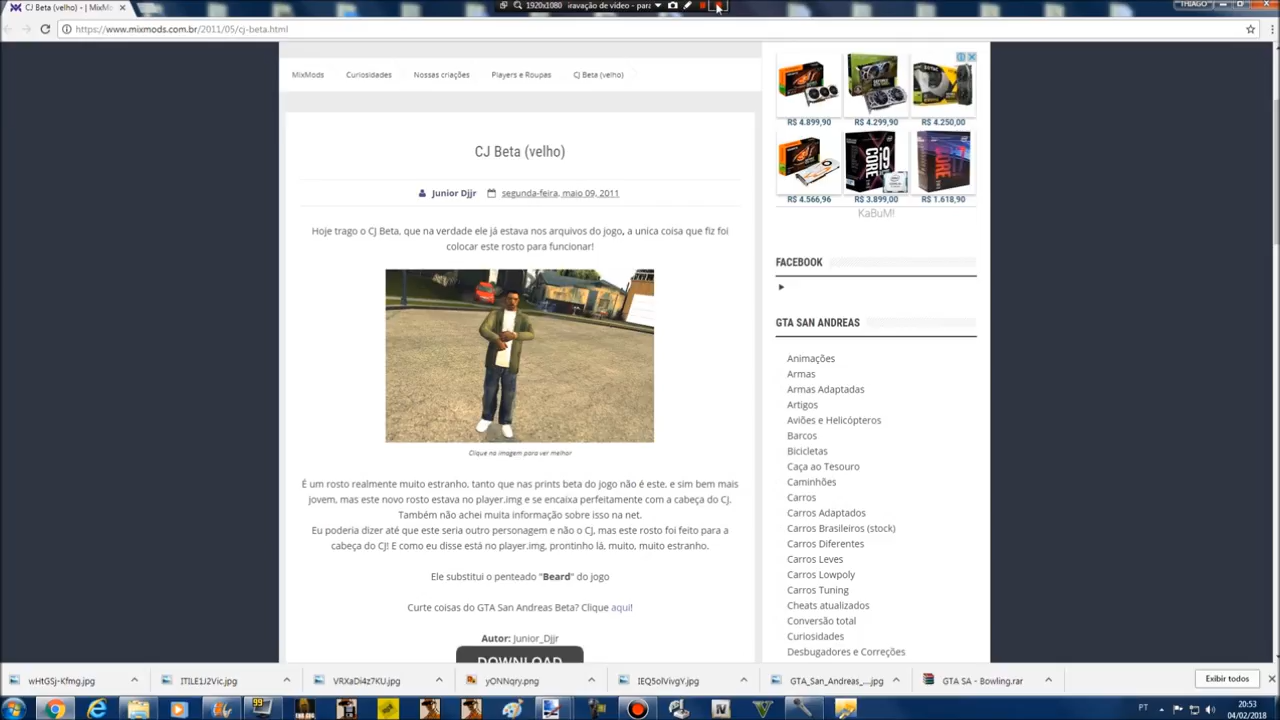 1920x1080
CJ Beta (velho) - | MixM
THIAGO
https://www.mixmods.com.br/2011/05/cj-beta.html
MixMods
Curiosidades
Nossas criações
Players e Roupas
CJ Beta (velho)
CJ Beta (velho)
Junior Djjr
segunda-feira, maio 09, 2011
Hoje trago o CJ Beta, que na verdade ele já estava nos arquivos do jogo, a unica coisa que fiz foi
colocar este rosto para funcionar!
Clique na imagem para ver melhor
É um rosto realmente muito estranho, tanto que nas prints beta do jogo não é este, e sim bem mais
jovem, mas este novo rosto estava no player.img e se encaixa perfeitamente com a cabeça do CJ.
Também não achei muita informação sobre isso na net.
Eu poderia dizer até que este seria outro personagem e não o CJ, mas este rosto foi feito para a
cabeça do CJ! E como eu disse está no player.img, prontinho lá, muito, muito estranho.
Ele substitui o penteado "Beard" do jogo
Curte coisas do GTA San Andreas Beta? Clique aqui!
Autor: Junior_Djjr
DOWNLOAD
R$ 4.899,90
R$ 4.299,90
R$ 4.250,00
CORE i9
CORE
R$ 4.566,96
R$ 3.899,00
R$ 1.618,90
KaBuM!
FACEBOOK
GTA SAN ANDREAS
Animações
Armas
Armas Adaptadas
Artigos
Aviões e Helicópteros
Barcos
Bicicletas
Caça ao Tesouro
Caminhões
Carros
Carros Adaptados
Carros Brasileiros (stock)
Carros Diferentes
Carros Leves
Carros Lowpoly
Carros Tuning
Cheats atualizados
Conversão total
Curiosidades
Desbugadores e Correções
wHtGSJ-Kfmg.jpg
ITILE1J2Vic.jpg
VRXaDi4z7KU.jpg
yONNqry.png
IEQ5oIVivgY.jpg
GTA_San_Andreas_....jpg
GTA SA - Bowling.rar
Exibir todos
PT
20:53
04/02/2018